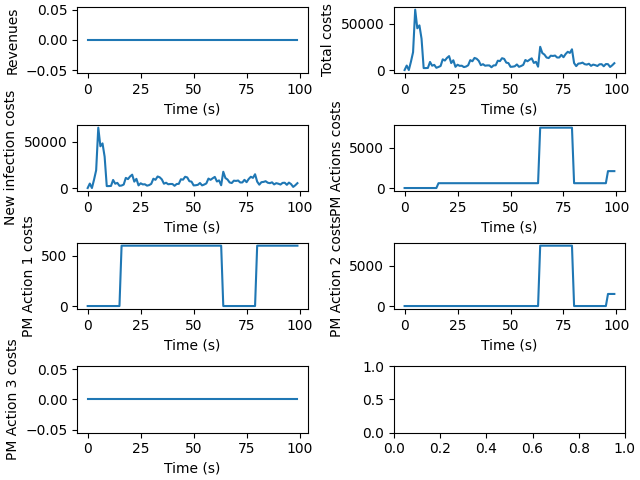 Revenues
0.05
0.00
−0.05
0 25 50 75 100
Time (s)
Total costs
50000
0
0 25 50 75 100
Time (s)
New infection costs
50000
0
0 25 50 75 100
Time (s)
PM Actions costs
5000
0
0 25 50 75 100
Time (s)
PM Action 1 costs
500
0
0 25 50 75 100
Time (s)
PM Action 2 costs
5000
0
0 25 50 75 100
Time (s)
PM Action 3 costs
0.05
0.00
−0.05
0 25 50 75 100
Time (s)
1.0
0.5
0.0
0.0 0.2 0.4 0.6 0.8 1.0